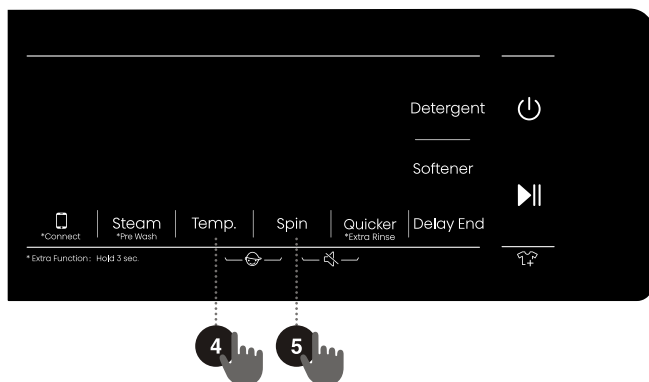 Detergent
Softener
*Connect
Steam
*Pre Wash
Temp.
Spin
Quicker
*Extra Rinse
Delay End
* Extra Function: Hold 3 sec.
4
5